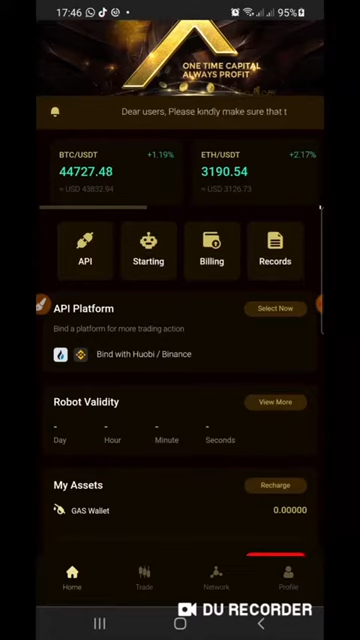 17:46
95%
ONE TIME CAPITAL
ALWAYS PROFIT
Dear users, Please kindly make sure that t
BTC/USDT +1.19%
44727.48
≈ USD 43832.94
ETH/USDT +2.17%
3190.54
≈ USD 3126.73
API
Starting
Billing
Records
API Platform
Select Now
Bind a platform for more trading action
Bind with Huobi / Binance
Robot Validity
View More
- - - -
Day Hour Minute Seconds
My Assets
Recharge
GAS Wallet 0.00000
Home Trade Network Profile
DU RECORDER